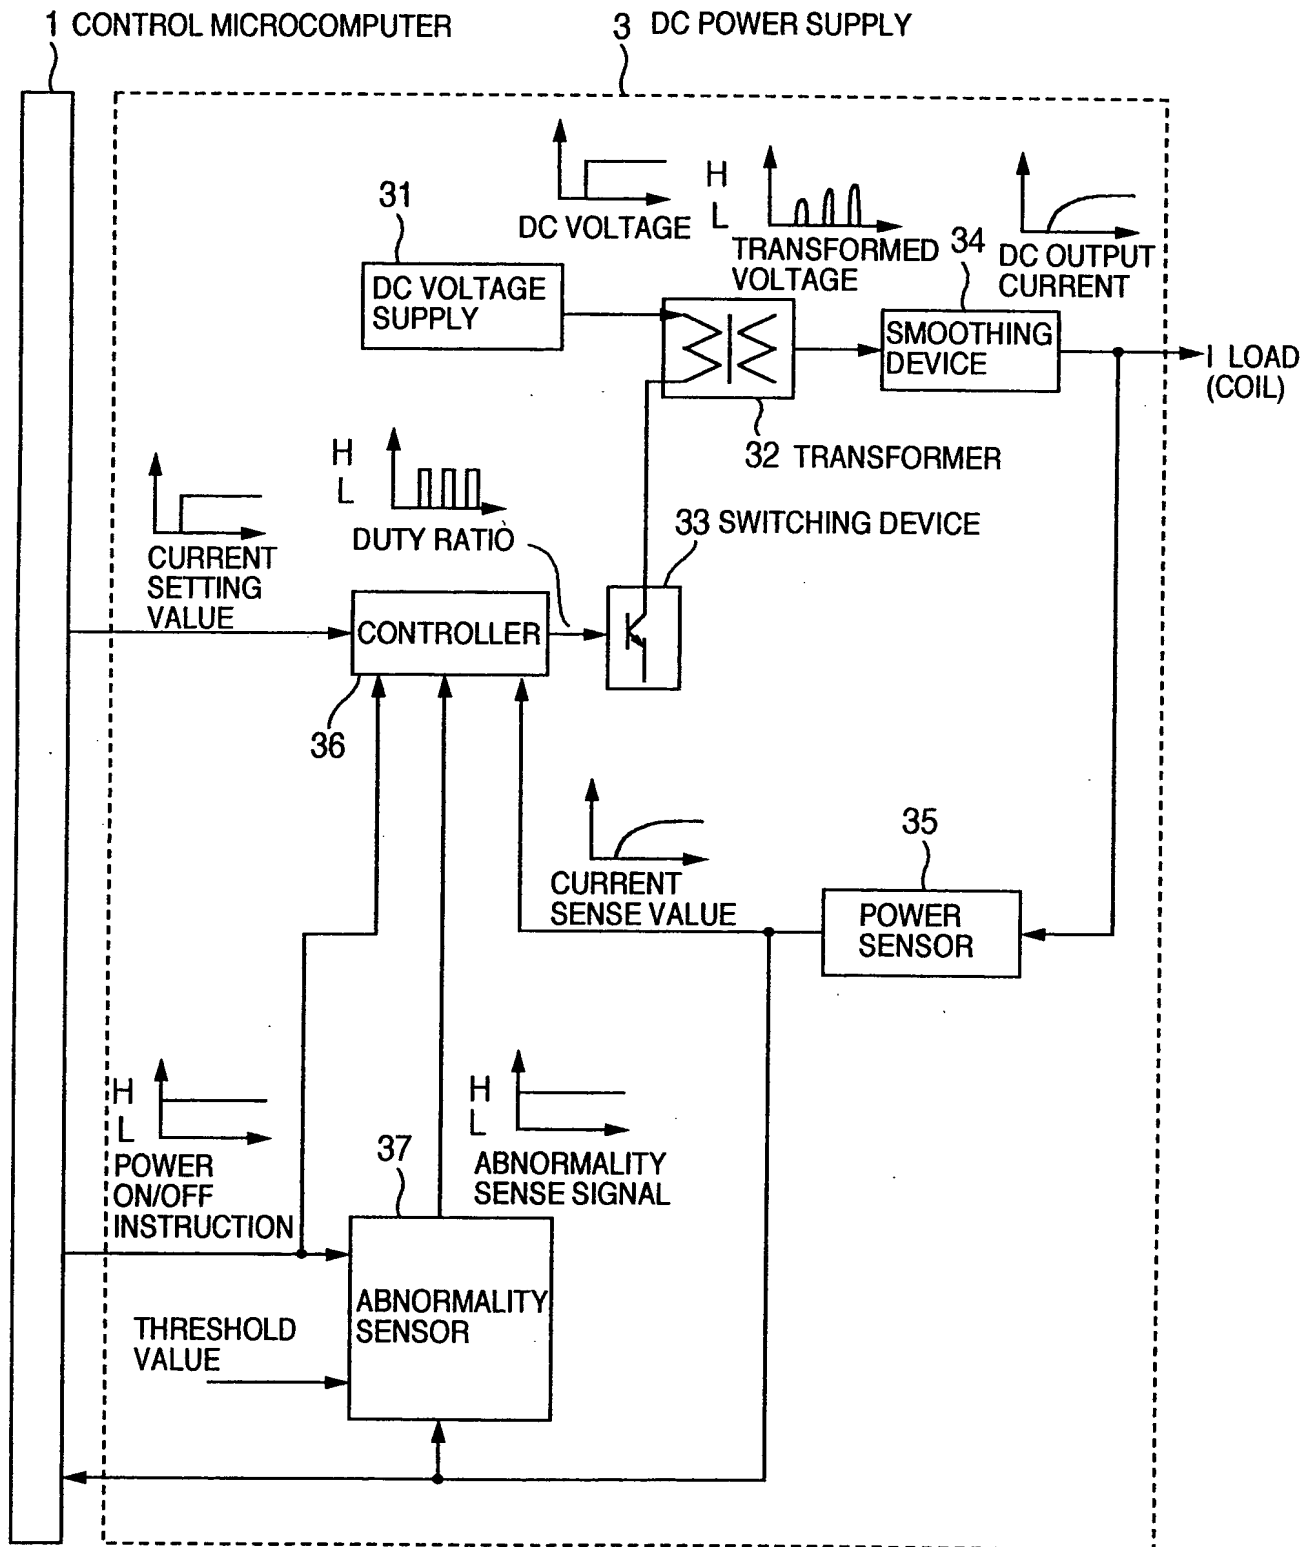 1 CONTROL MICROCOMPUTER
3 DC POWER SUPPLY
31
DC VOLTAGE
H
L
TRANSFORMED
VOLTAGE
34
DC OUTPUT
CURRENT
DC VOLTAGE
SUPPLY
SMOOTHING
DEVICE
I LOAD
(COIL)
32 TRANSFORMER
H
L
DUTY RATIO
33 SWITCHING DEVICE
CURRENT
SETTING
VALUE
CONTROLLER
36
35
CURRENT
SENSE VALUE
POWER
SENSOR
H
L
POWER
ON/OFF
INSTRUCTION
37
H
L
ABNORMALITY
SENSE SIGNAL
ABNORMALITY
SENSOR
THRESHOLD
VALUE